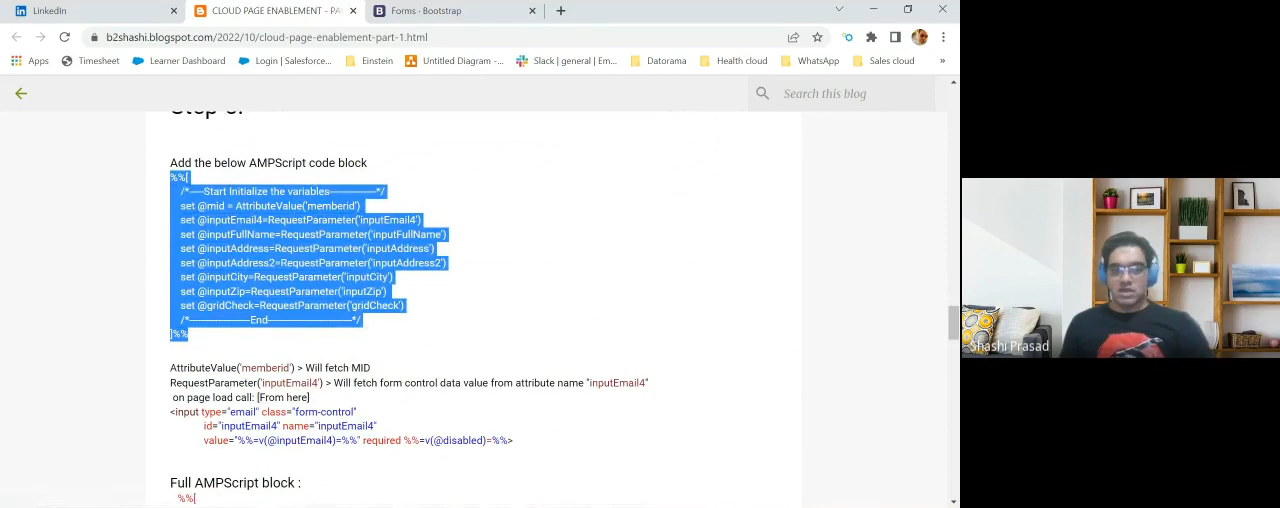 LinkedIn
CLOUD PAGE ENABLEMENT - PA
Forms · Bootstrap
b2shashi.blogspot.com/2022/10/cloud-page-enablement-part-1.html
Apps
Timesheet
Learner Dashboard
Login | Salesforce...
Einstein
Untitled Diagram -...
Slack | general | Em...
Datorama
Health cloud
WhatsApp
Sales cloud
»
Search this blog
Add the below AMPScript code block
%%[
/*-----Start Initialize the variables----------------*/
set @mid = AttributeValue('memberid')
set @inputEmail4=RequestParameter('inputEmail4')
set @inputFullName=RequestParameter('inputFullName')
set @inputAddress=RequestParameter('inputAddress')
set @inputAddress2=RequestParameter('inputAddress2')
set @inputCity=RequestParameter('inputCity')
set @inputZip=RequestParameter('inputZip')
set @gridCheck=RequestParameter('gridCheck')
/*---------------------End-----------------------------*/
]%%
AttributeValue('memberid') > Will fetch MID
RequestParameter('inputEmail4') > Will fetch form control data value from attribute name "inputEmail4"
on page load call: [From here]
<input type="email" class="form-control"
id="inputEmail4" name="inputEmail4"
value="%%=v(@inputEmail4)=%%" required %%=v(@disabled)=%%>
Full AMPScript block :
%%[
Shashi Prasad